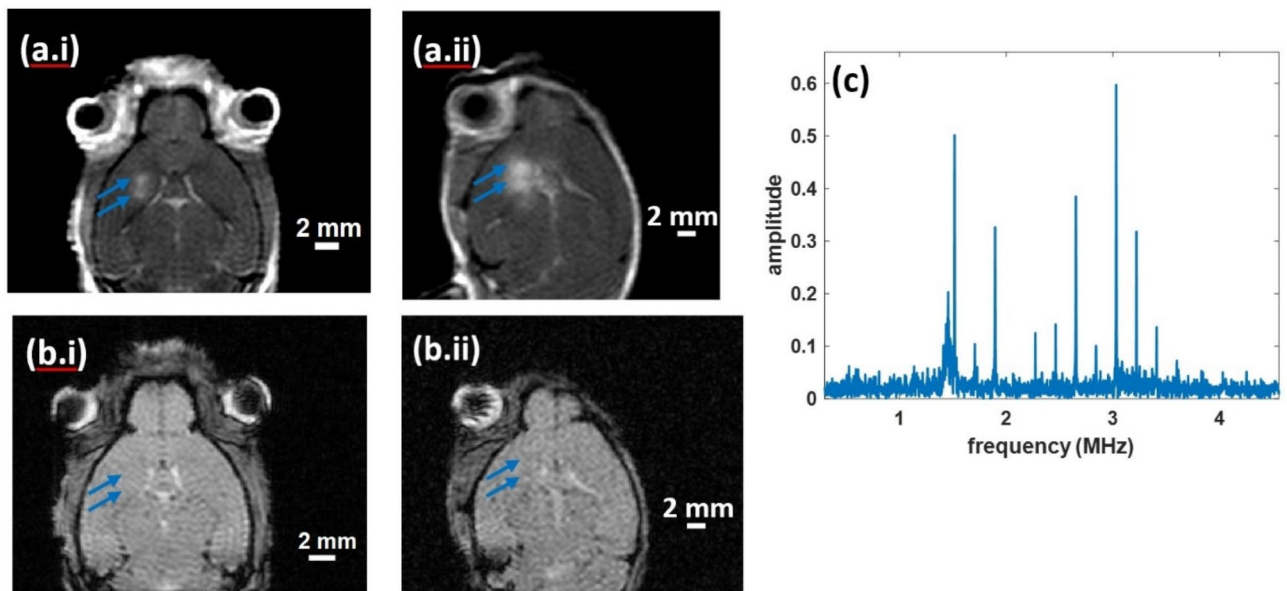 (a.i)
2 mm
(a.ii)
2 mm
(b.i)
2 mm
(b.ii)
2 mm
(c)
0.6
0.5
0.4
0.3
0.2
0.1
0
amplitude
1
2
3
4
frequency (MHz)